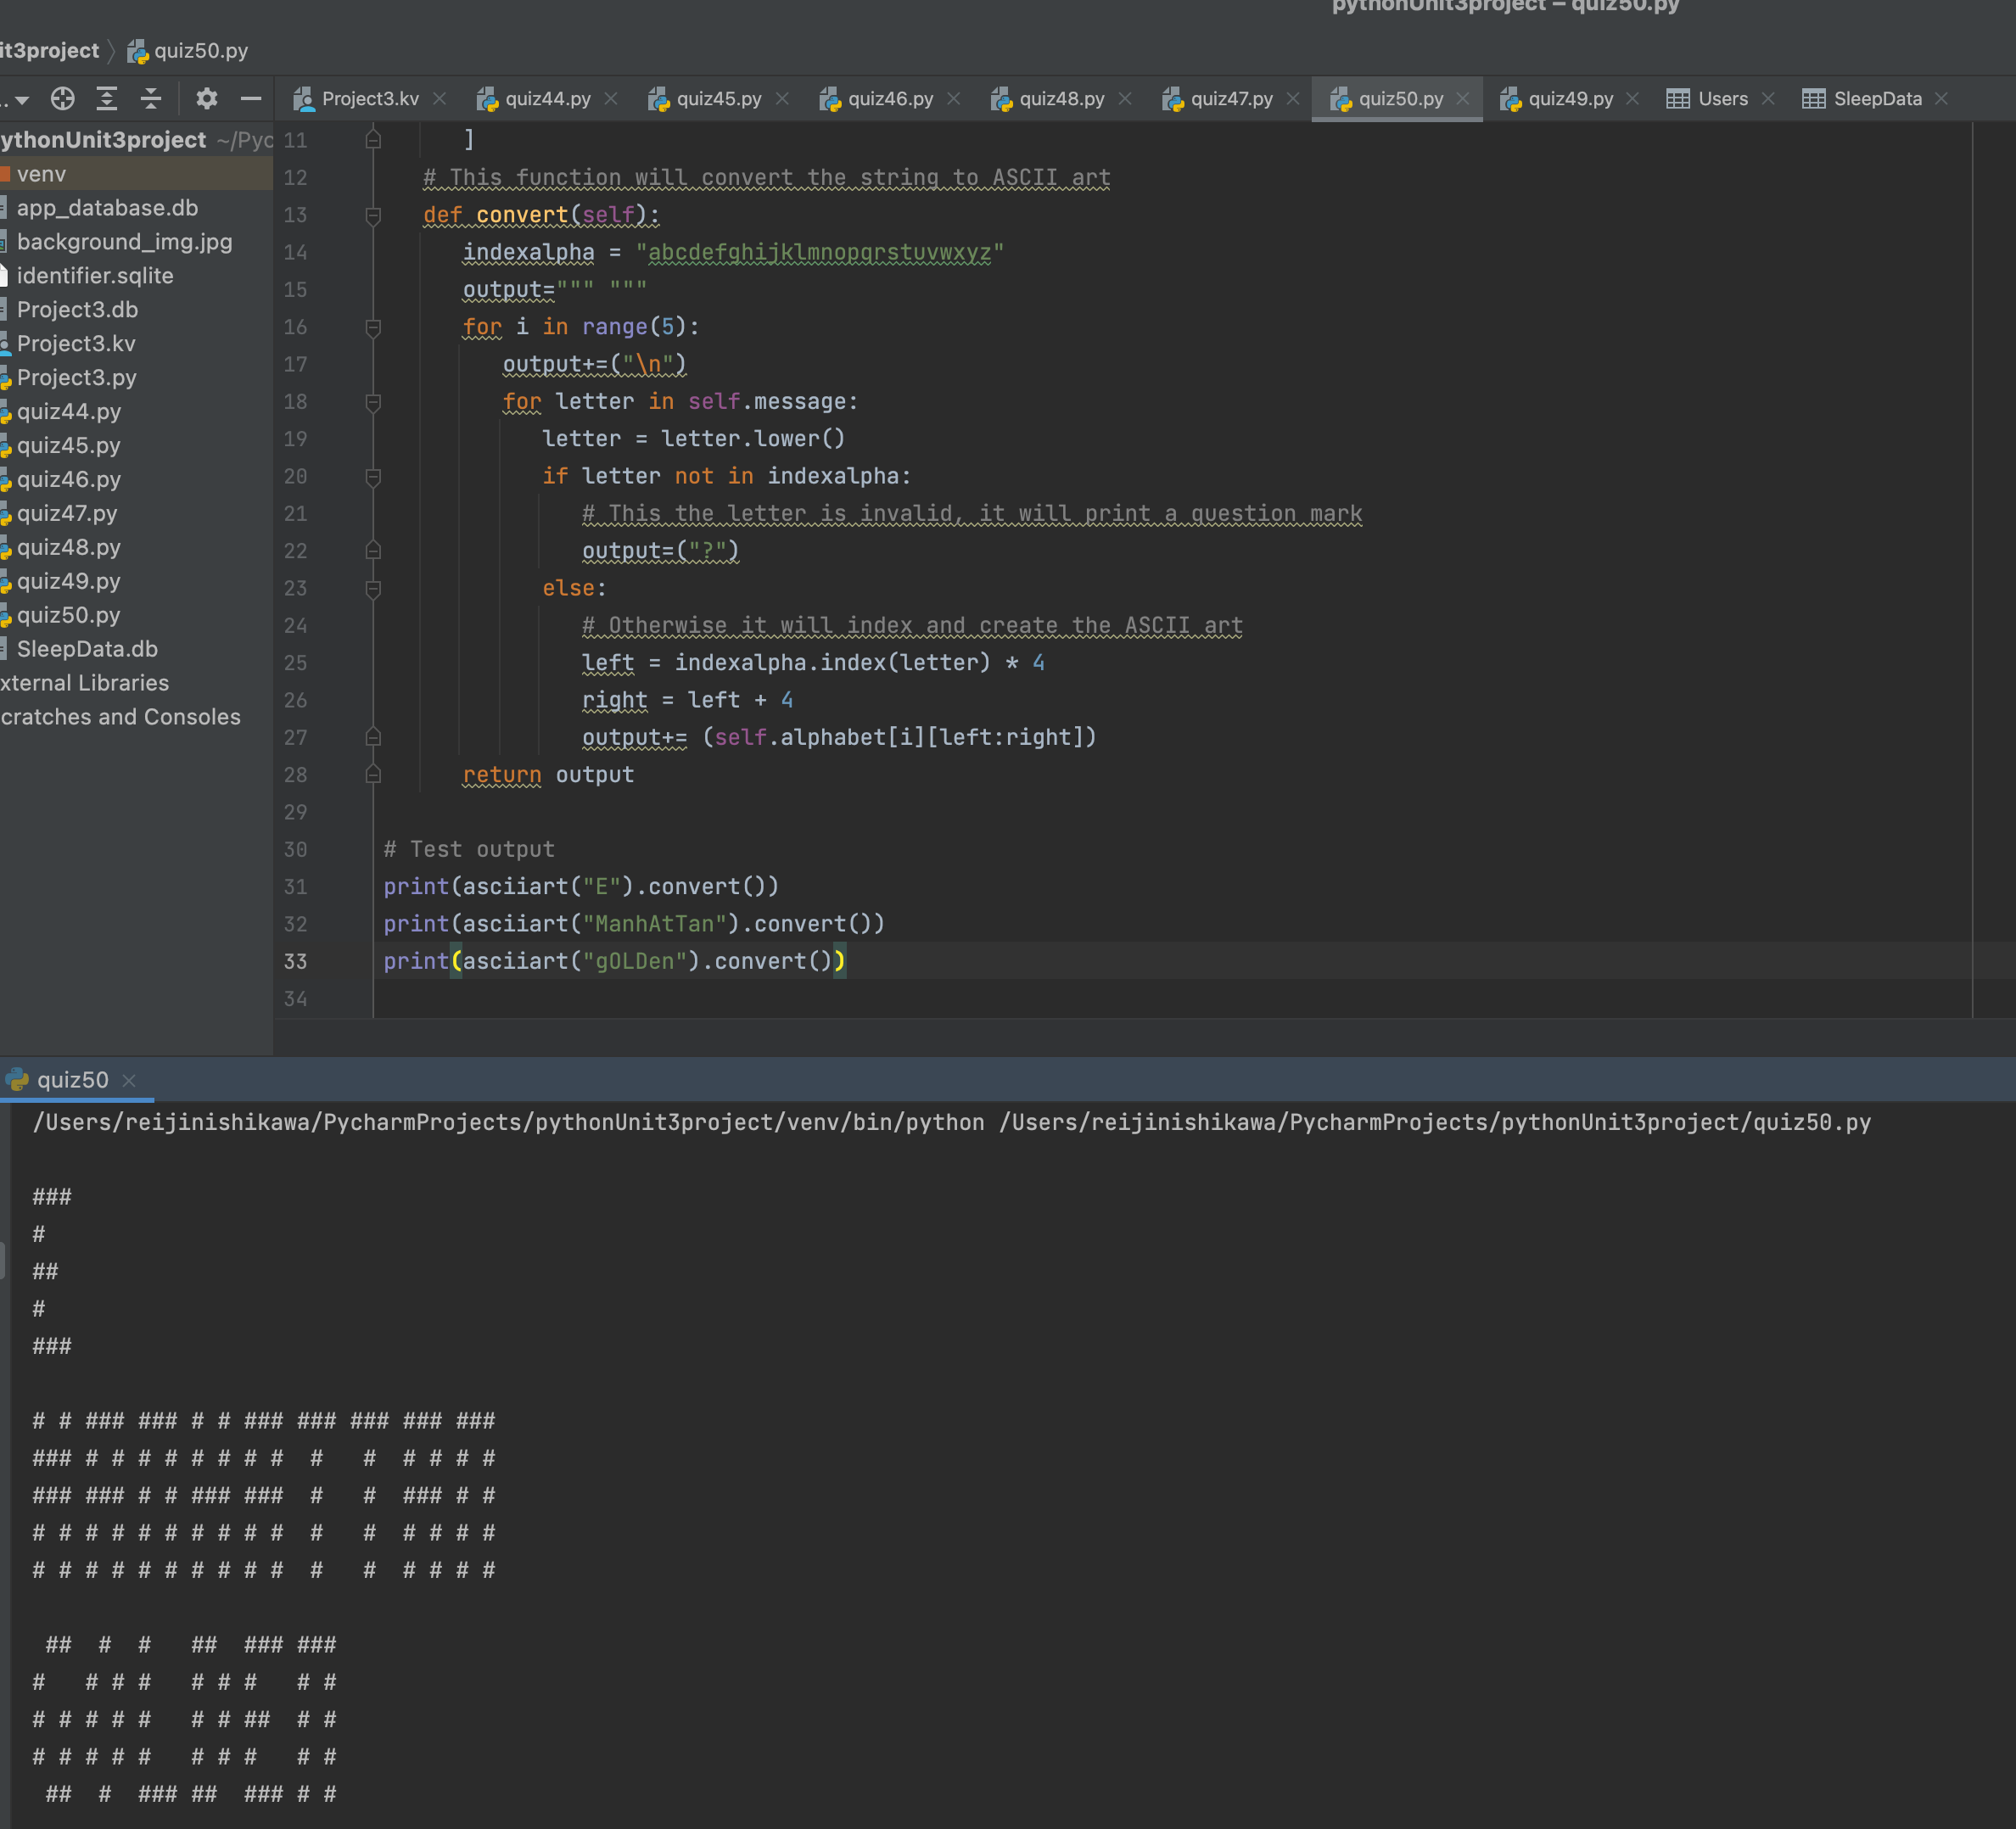 pythonUnit3project – quiz50.py
it3project quiz50.py
Project3.kv quiz44.py quiz45.py quiz46.py quiz48.py quiz47.py quiz50.py quiz49.py Users SleepData
ythonUnit3project ~/Pyc
venv
app_database.db
background_img.jpg
identifier.sqlite
Project3.db
Project3.kv
Project3.py
quiz44.py
quiz45.py
quiz46.py
quiz47.py
quiz48.py
quiz49.py
quiz50.py
SleepData.db
xternal Libraries
cratches and Consoles
11         ]
12     # This function will convert the string to ASCII art
13     def convert(self):
14         indexalpha = "abcdefghijklmnopqrstuvwxyz"
15         output=""" """
16         for i in range(5):
17             output+=("\n")
18             for letter in self.message:
19                 letter = letter.lower()
20                 if letter not in indexalpha:
21                     # This the letter is invalid, it will print a question mark
22                     output=("?")
23                 else:
24                     # Otherwise it will index and create the ASCII art
25                     left = indexalpha.index(letter) * 4
26                     right = left + 4
27                     output+= (self.alphabet[i][left:right])
28         return output
29
30 # Test output
31 print(asciiart("E").convert())
32 print(asciiart("ManhAtTan").convert())
33 print(asciiart("gOLDen").convert())
34
quiz50
/Users/reijinishikawa/PycharmProjects/pythonUnit3project/venv/bin/python /Users/reijinishikawa/PycharmProjects/pythonUnit3project/quiz50.py
###
#
##
#
###
# # ### ### # # ### ### ### ### ###
### # # # # # # # #  #   #  # # # #
### ### # # ### ###  #   #  ### # #
# # # # # # # # # #  #   #  # # # #
# # # # # # # # # #  #   #  # # # #
 ##  #  #   ##  ### ###
#   # # #   # # #   # #
# # # # #   # # ##  # #
# # # # #   # # #   # #
 ##  #  ### ##  ### # #